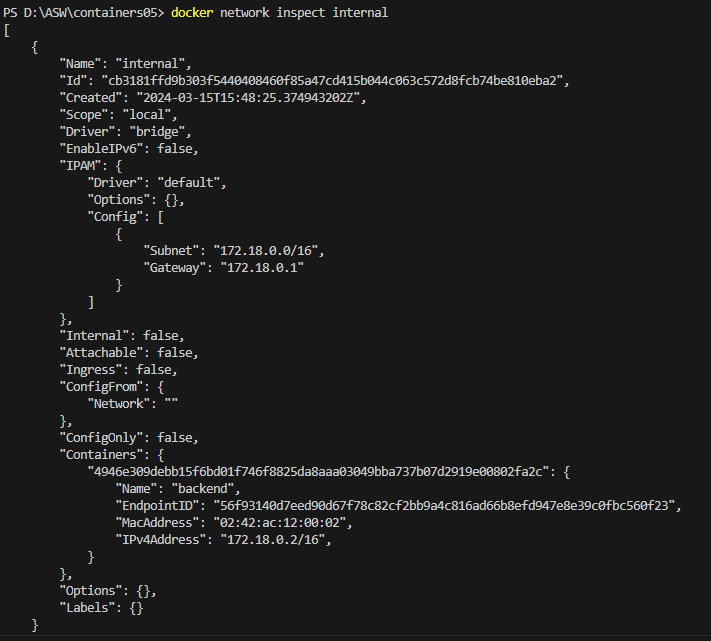 PS D:\ASW\containers05> docker network inspect internal
[
    {
        "Name": "internal",
        "Id": "cb3181ffd9b303f5440408460f85a47cd415b044c063c572d8fcb74be810eba2",
        "Created": "2024-03-15T15:48:25.374943202Z",
        "Scope": "local",
        "Driver": "bridge",
        "EnableIPv6": false,
        "IPAM": {
            "Driver": "default",
            "Options": {},
            "Config": [
                {
                    "Subnet": "172.18.0.0/16",
                    "Gateway": "172.18.0.1"
                }
            ]
        },
        "Internal": false,
        "Attachable": false,
        "Ingress": false,
        "ConfigFrom": {
            "Network": ""
        },
        "ConfigOnly": false,
        "Containers": {
            "4946e309debb15f6bd01f746f8825da8aaa03049bba737b07d2919e00802fa2c": {
                "Name": "backend",
                "EndpointID": "56f93140d7eed90d67f78c82cf2bb9a4c816ad66b8efd947e8e39c0fbc560f23",
                "MacAddress": "02:42:ac:12:00:02",
                "IPv4Address": "172.18.0.2/16",
            }
        },
        "Options": {},
        "Labels": {}
    }